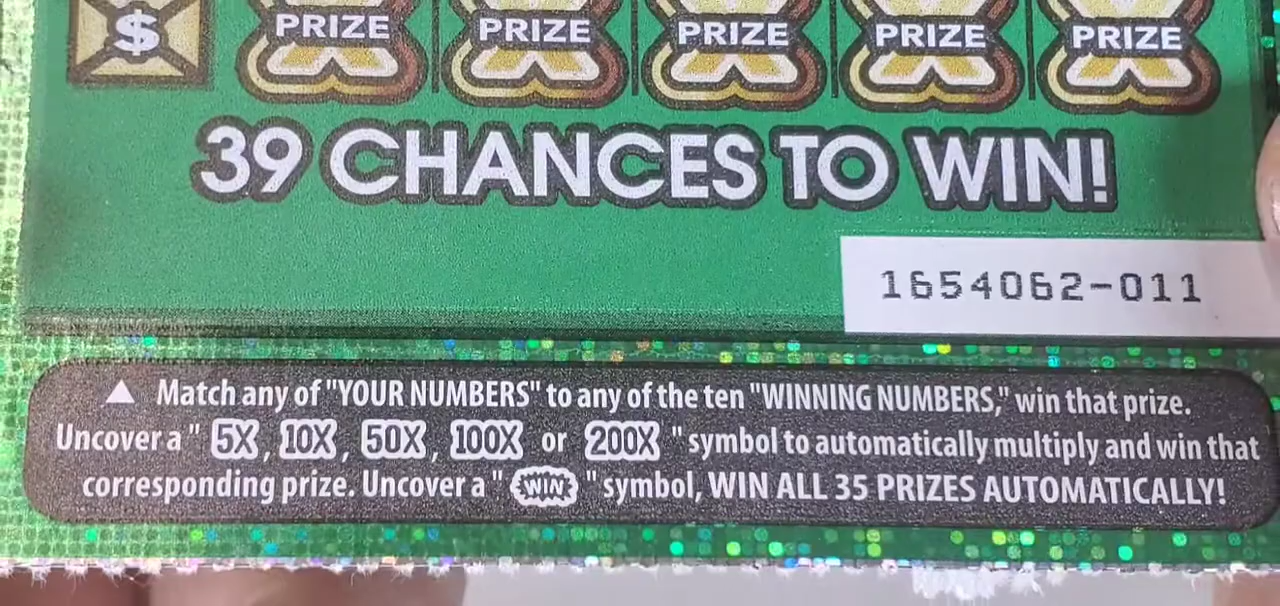 $ PRIZE PRIZE PRIZE PRIZE PRIZE
39 CHANCES TO WIN!
1654062-011
▲ Match any of "YOUR NUMBERS" to any of the ten "WINNING NUMBERS," win that prize.
Uncover a " 5X, 10X, 50X, 100X or 200X " symbol to automatically multiply and win that
corresponding prize. Uncover a " WIN " symbol, WIN ALL 35 PRIZES AUTOMATICALLY!